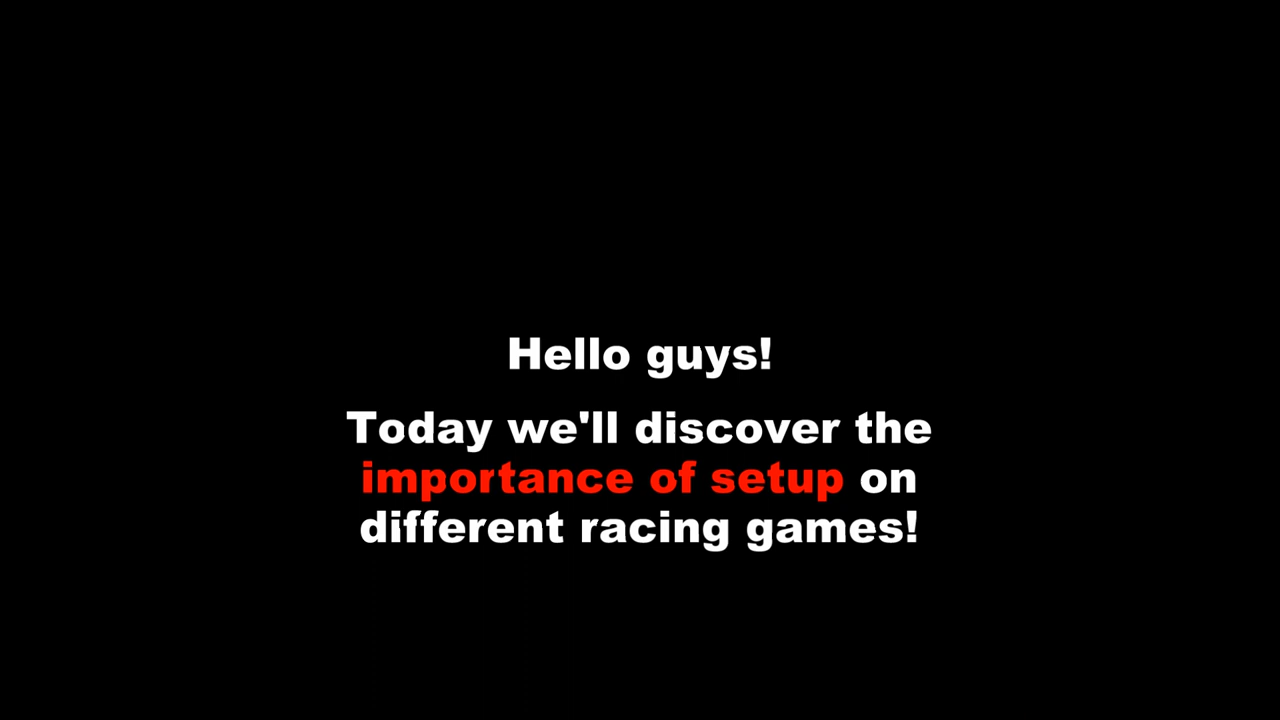 Hello guys!
Today we'll discover the
importance of setup on
different racing games!